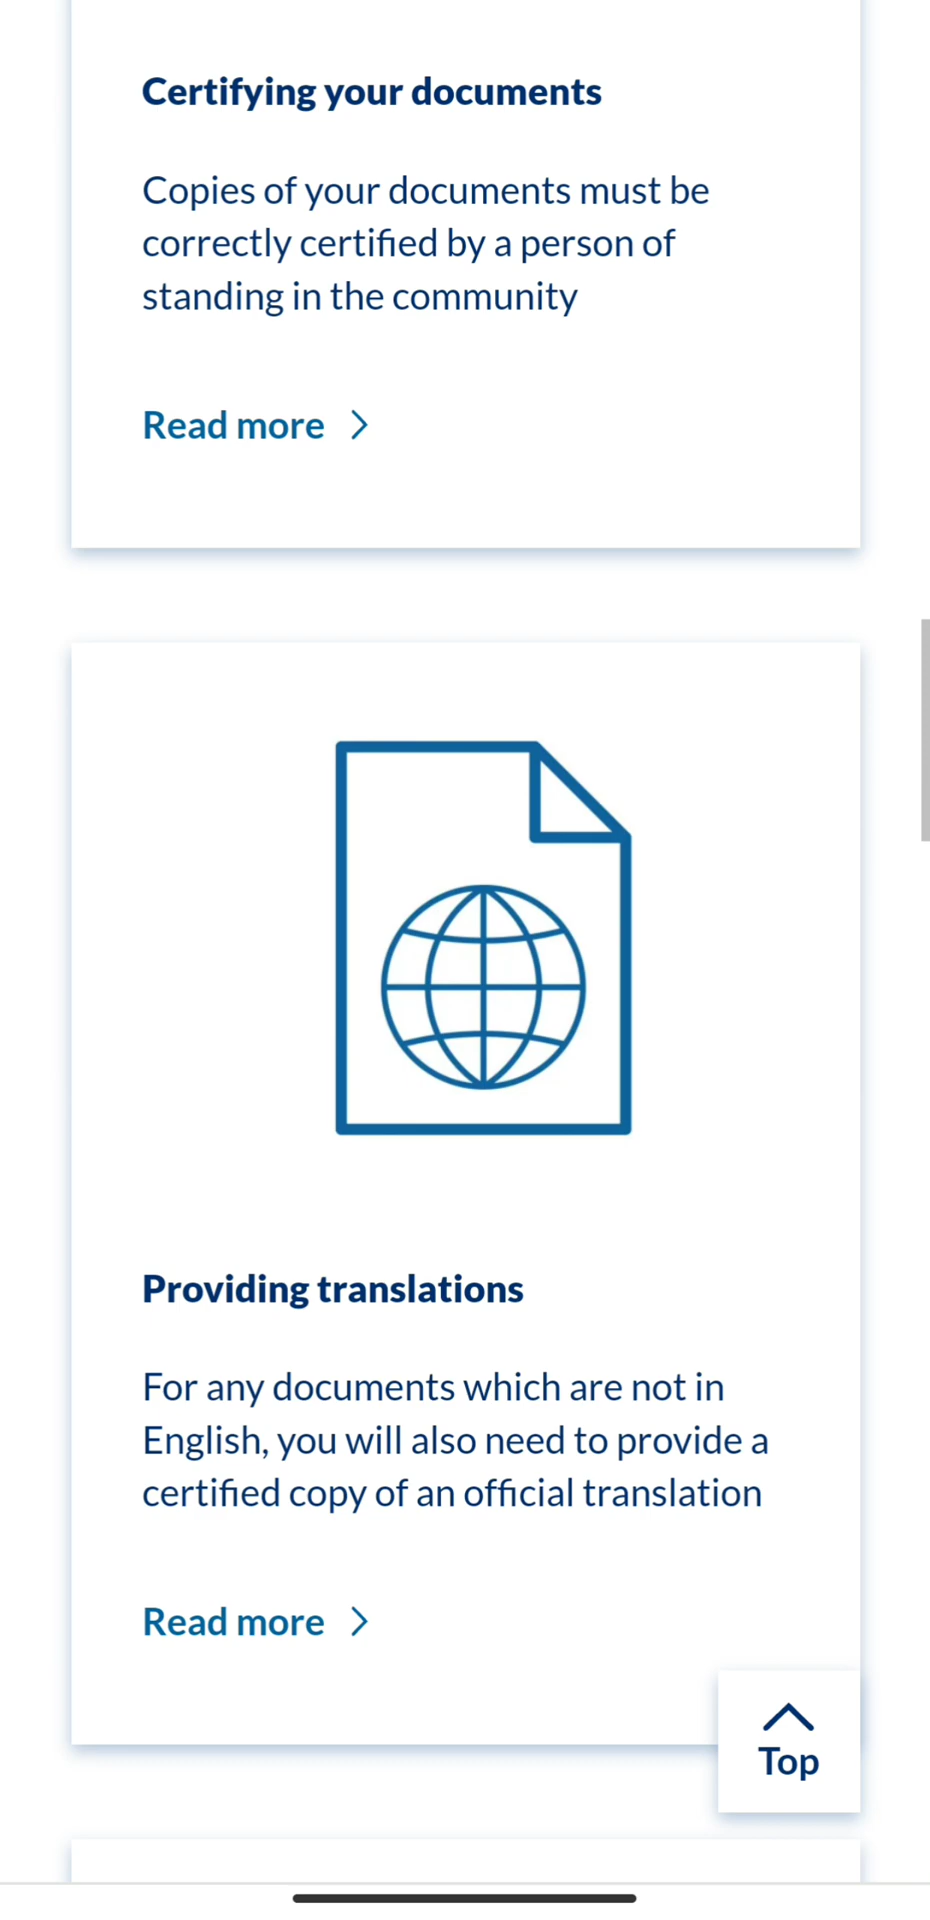 Certifying your documents
Copies of your documents must be
correctly certified by a person of
standing in the community
Read more
Providing translations
For any documents which are not in
English, you will also need to provide a
certified copy of an official translation
Read more
Top